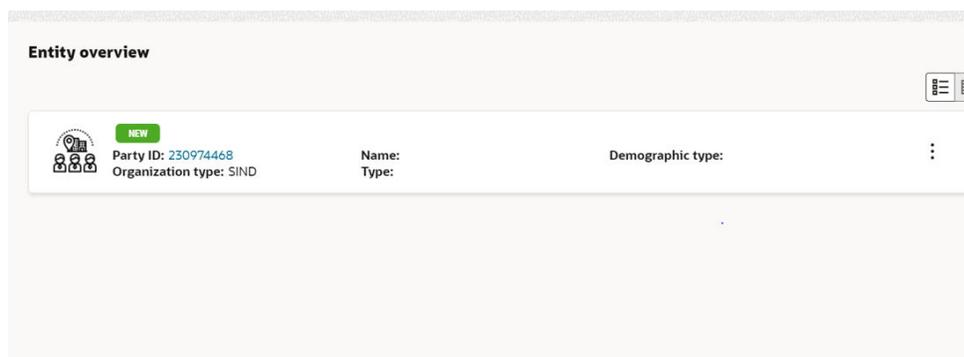 Entity overview
NEW
Party ID: 230974468 Name: Demographic type:
Organization type: SIND Type: